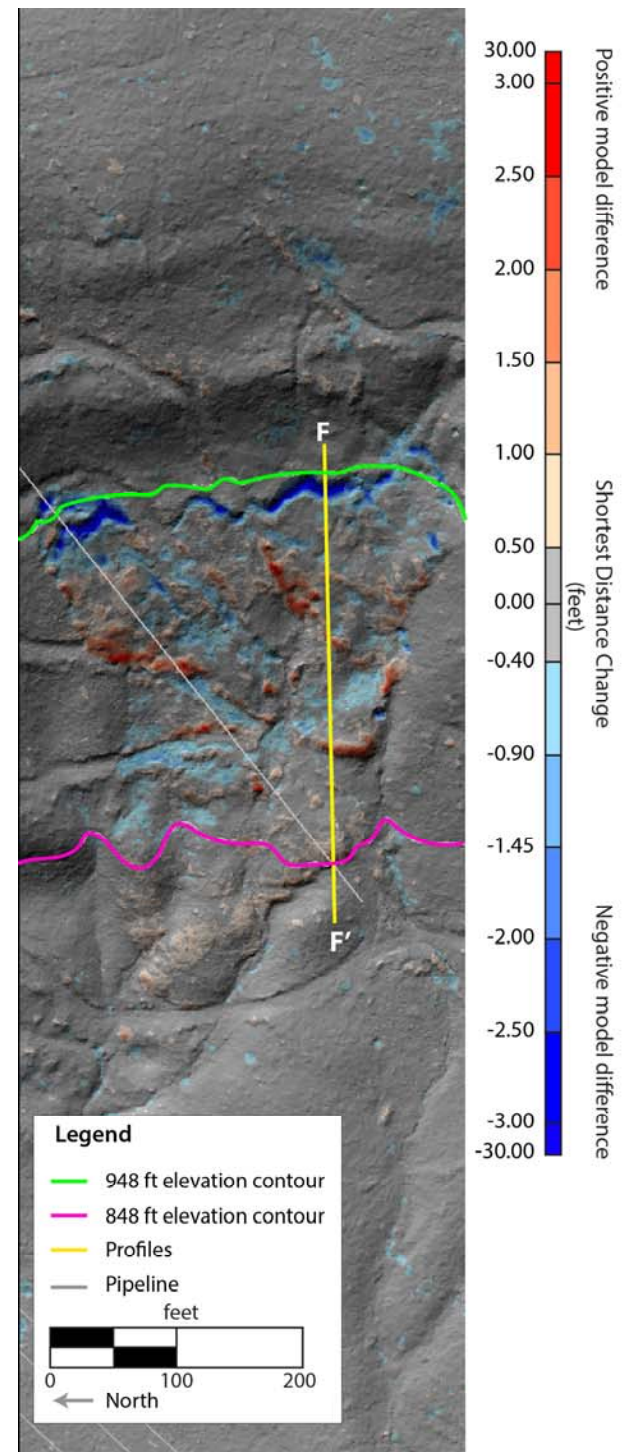 F
F'
30.00
3.00
2.50
2.00
1.50
1.00
0.50
0.00
-0.40
-0.90
-1.45
-2.00
-2.50
-3.00
-30.00
Positive model difference
Shortest Distance Change
(feet)
Negative model difference
Legend
948 ft elevation contour
848 ft elevation contour
Profiles
Pipeline
feet
0 100 200
North